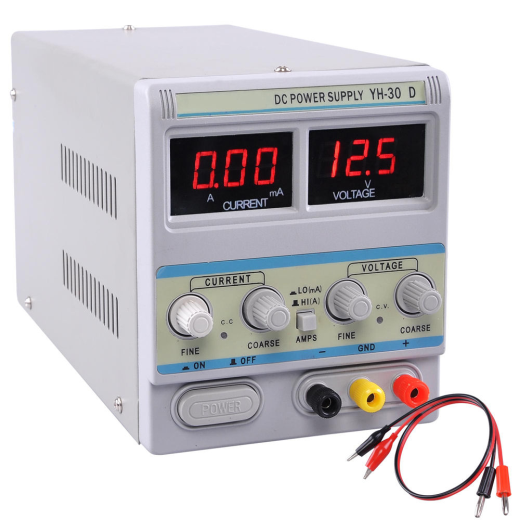 DC POWER SUPPLY YH-30 D
0.00
A mA
CURRENT
12.5
V
VOLTAGE
CURRENT
VOLTAGE
LO(mA)
HI(A)
C.C
C.V.
FINE
COARSE
AMPS
FINE
COARSE
ON
OFF
− GND +
POWER